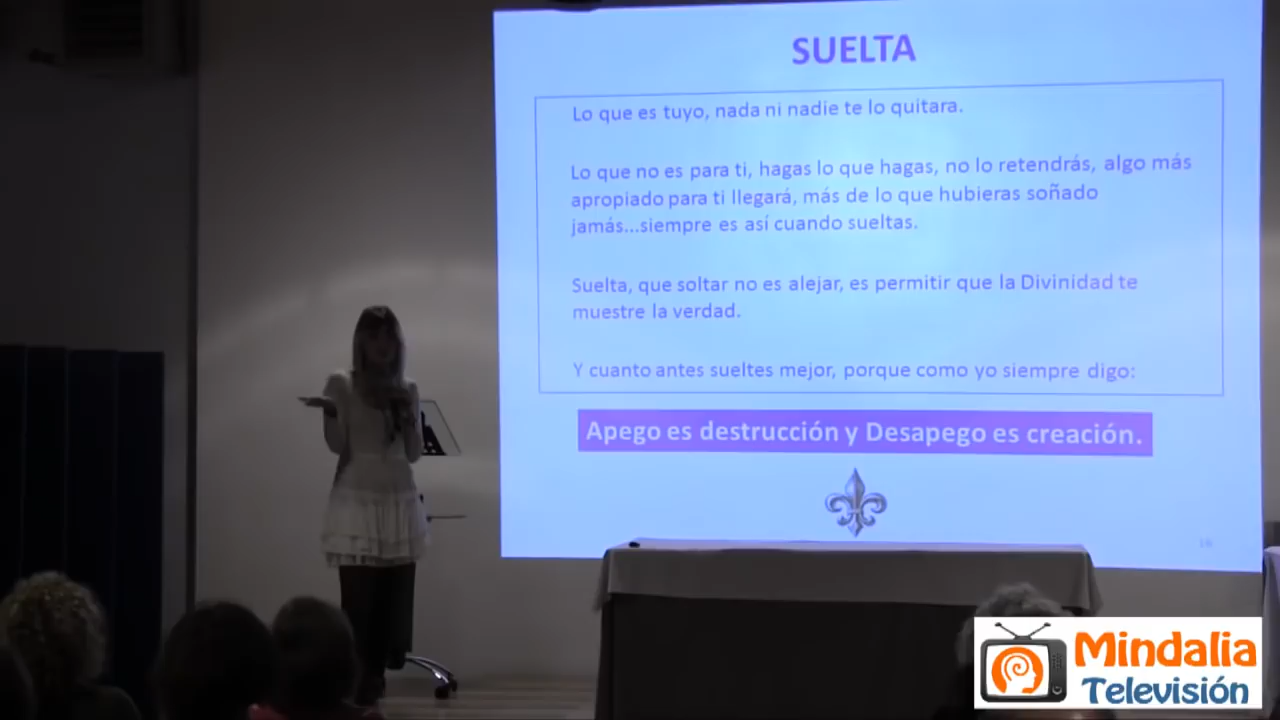 SUELTA
Lo que es tuyo, nada ni nadie te lo quitara.
Lo que no es para ti, hagas lo que hagas, no lo retendrás, algo más
apropiado para ti llegará, más de lo que hubieras soñado
jamás...siempre es así cuando sueltas.
Suelta, que soltar no es alejar, es permitir que la Divinidad te
muestre la verdad.
Y cuanto antes sueltes mejor, porque como yo siempre digo:
Apego es destrucción y Desapego es creación.
Mindalia
Televisión